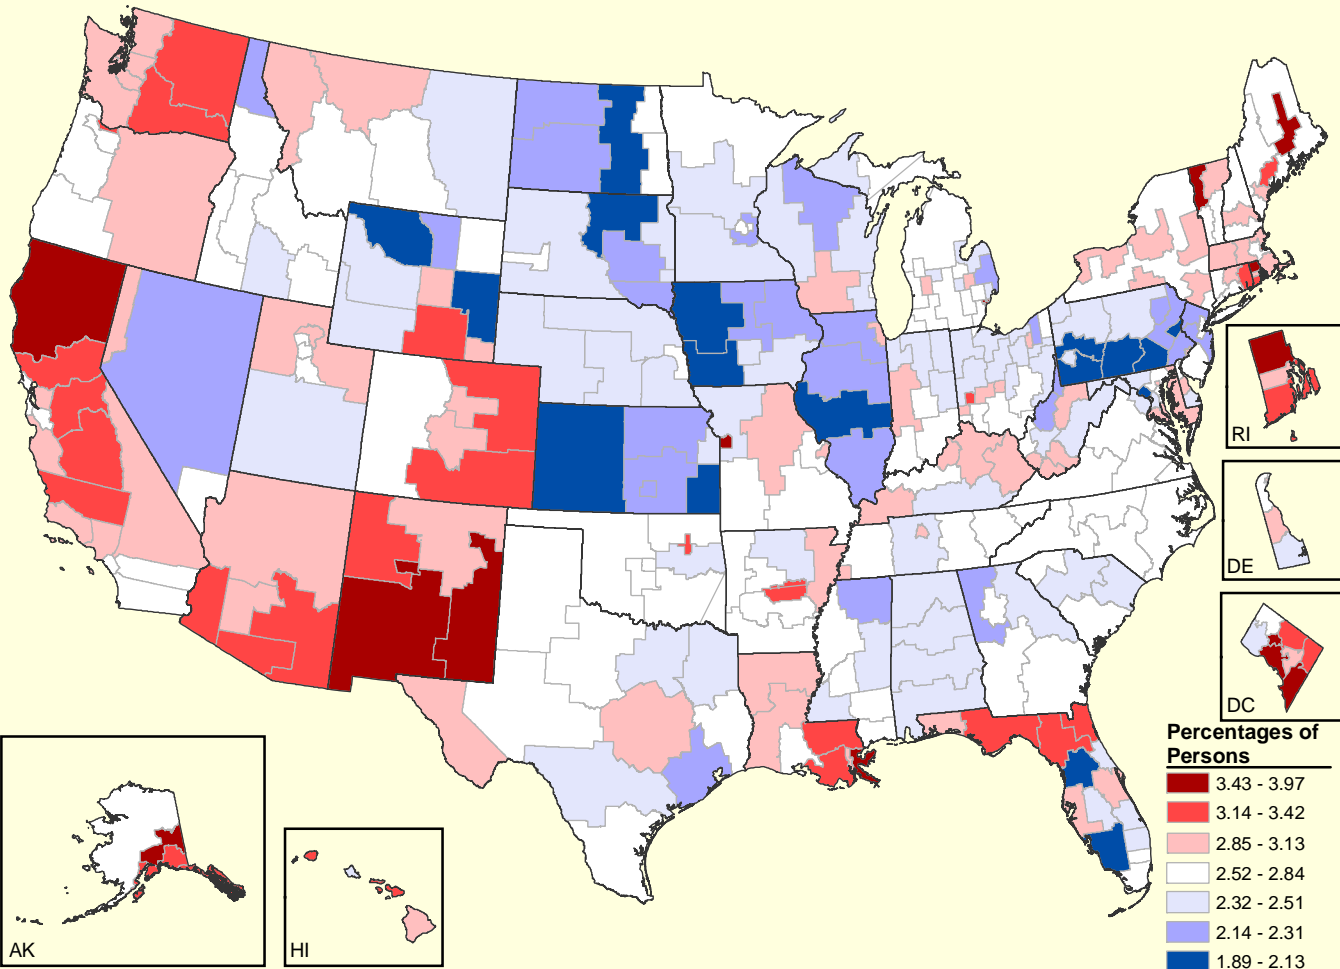 RI
DE
DC
AK
HI
Percentages of
Persons
3.43 - 3.97
3.14 - 3.42
2.85 - 3.13
2.52 - 2.84
2.32 - 2.51
2.14 - 2.31
1.89 - 2.13